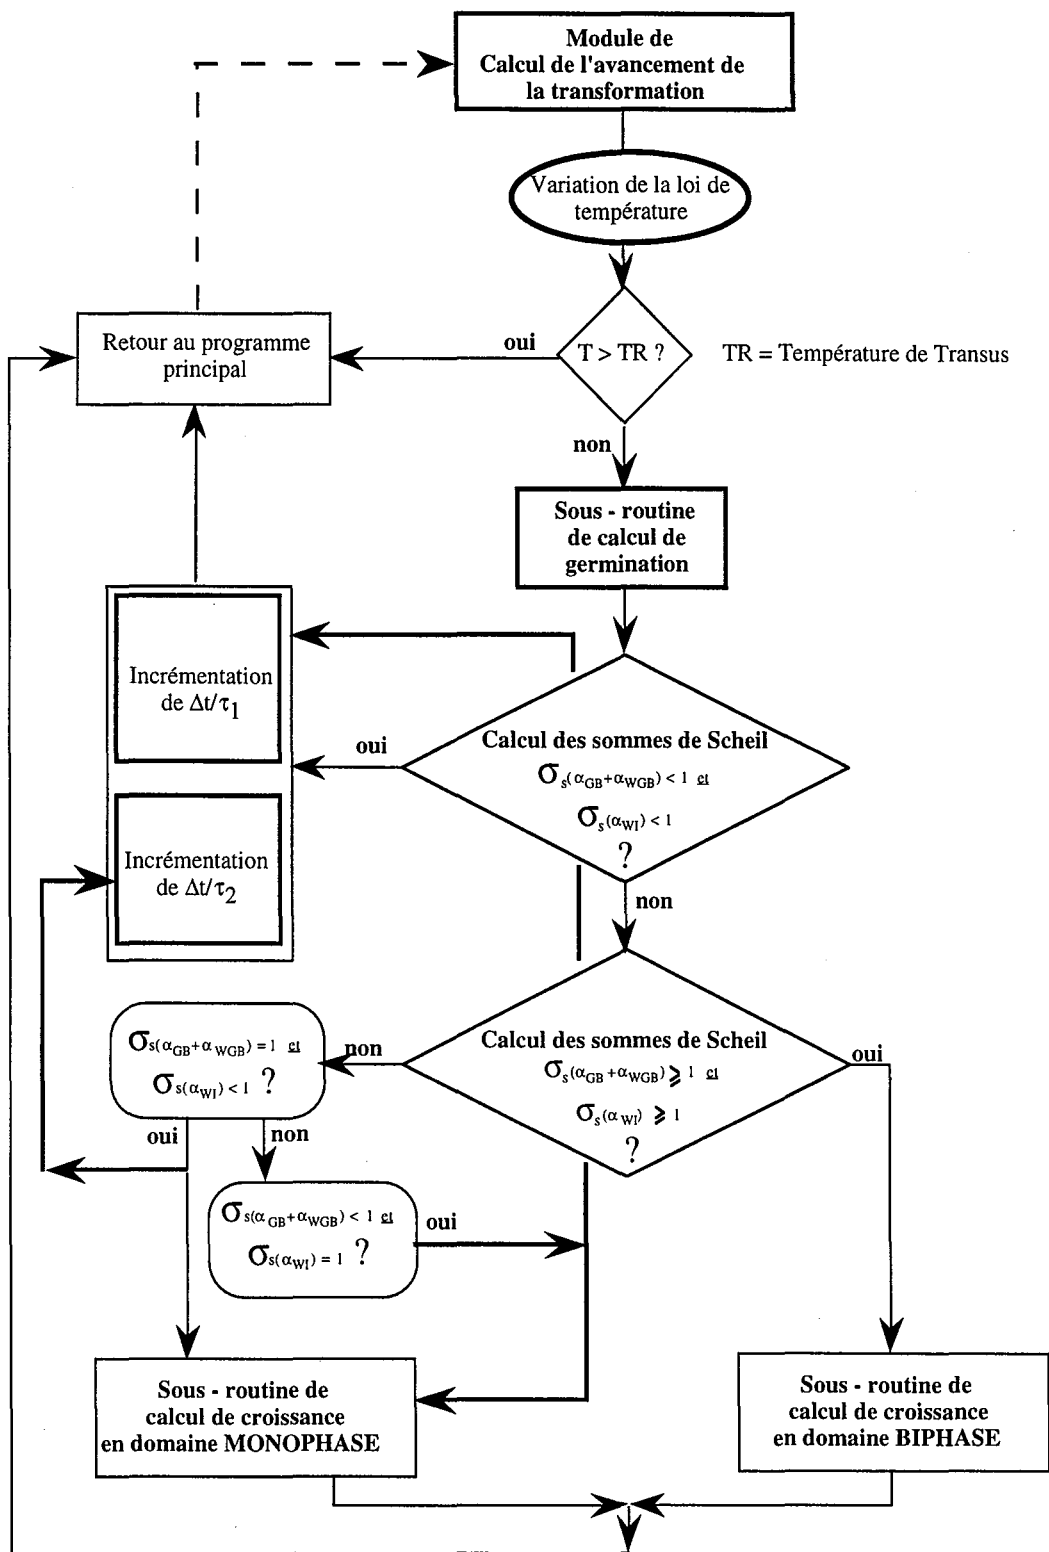 Module de
Calcul de l'avancement de
la transformation
Variation de la loi de
température
Retour au programme
principal
oui
T > TR ?
TR = Température de Transus
non
Sous - routine
de calcul de
germination
Incrémentation
de Δt/τ1
oui
Calcul des sommes de Scheil
σs(αGB+αWGB) < 1 et
σs(αWI) < 1
?
Incrémentation
de Δt/τ2
non
σs(αGB+αWGB) = 1 et
σs(αWI) < 1 ?
non
Calcul des sommes de Scheil
σs(αGB+αWGB) ⩾ 1 et
σs(αWI) ⩾ 1
?
oui
oui
non
σs(αGB+αWGB) < 1 et
σs(αWI) = 1 ?
oui
Sous - routine de
calcul de croissance
en domaine MONOPHASE
Sous - routine de
calcul de croissance
en domaine BIPHASE